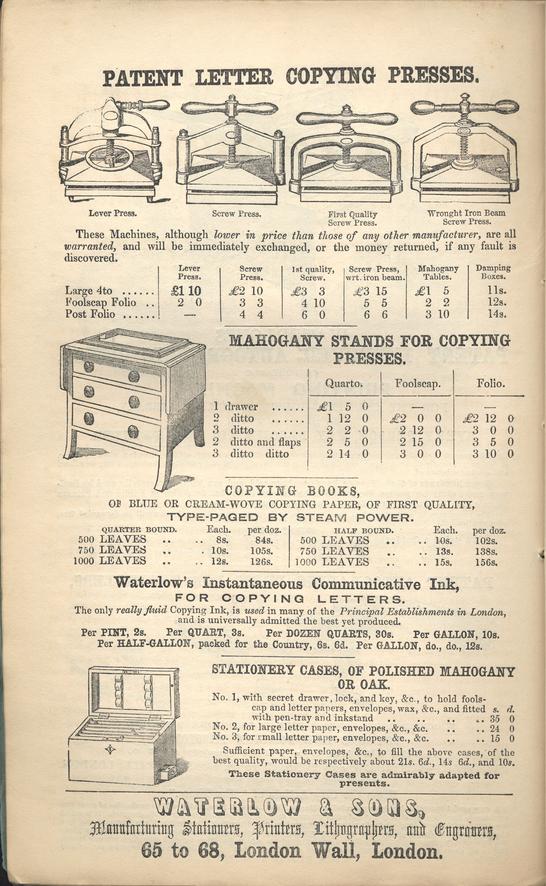 PATENT LETTER COPYING PRESSES.
Lever Press.
Screw Press.
First Quality
Screw Press.
Wronght Iron Beam
Screw Press.
These Machines, although lower in price than those of any other manufacturer, are all
warranted, and will be immediately exchanged, or the money returned, if any fault is
discovered.
Lever Press. Screw Press. 1st quality, Screw. Screw Press, wrt. iron beam. Mahogany Tables. Damping Boxes.
Large 4to ...... £1 10 £2 10 £3 3 £3 15 £1 5 11s.
Foolscap Folio .. 2 0 3 3 4 10 5 5 2 2 12s.
Post Folio ...... — 4 4 6 0 6 6 3 10 14s.
MAHOGANY STANDS FOR COPYING
PRESSES.
Quarto. Foolscap. Folio.
1 drawer ...... £1 5 0 — —
2 ditto ...... 1 12 0 £2 0 0 £2 12 0
3 ditto ...... 2 2 0 2 12 0 3 0 0
2 ditto and flaps 2 5 0 2 15 0 3 5 0
3 ditto ditto 2 14 0 3 0 0 3 10 0
COPYING BOOKS,
OF BLUE OR CREAM-WOVE COPYING PAPER, OF FIRST QUALITY,
TYPE-PAGED BY STEAM POWER.
QUARTER BOUND. Each. per doz. HALF BOUND. Each. per doz.
500 LEAVES .. .. 8s. 84s. 500 LEAVES .. .. 10s. 102s.
750 LEAVES .. . 10s. 105s. 750 LEAVES .. .. 13s. 138s.
1000 LEAVES .. .. 12s. 126s. 1000 LEAVES .. .. 15s. 156s.
Waterlow's Instantaneous Communicative Ink,
FOR COPYING LETTERS.
The only really fluid Copying Ink, is used in many of the Principal Establishments in London,
and is universally admitted the best yet produced.
Per PINT, 2s. Per QUART, 3s. Per DOZEN QUARTS, 30s. Per GALLON, 10s.
Per HALF-GALLON, packed for the Country, 6s. 6d. Per GALLON, do., do., 12s.
STATIONERY CASES, OF POLISHED MAHOGANY
OR OAK.
No. 1, with secret drawer, lock, and key, &c., to hold fools-
cap and letter papers, envelopes, wax, &c., and fitted s. d.
with pen-tray and inkstand .. .. .. .. .. 35 0
No. 2, for large letter paper, envelopes, &c., &c. .. .. 24 0
No. 3, for small letter paper, envelopes, &c., &c. .. .. 15 0
Sufficient paper, envelopes, &c., to fill the above cases, of the
best quality, would be respectively about 21s. 6d., 14s 6d., and 10s.
These Stationery Cases are admirably adapted for
presents.
WATERLOW & SONS,
Manufacturing Stationers, Printers, Lithographers, and Engravers,
65 to 68, London Wall, London.